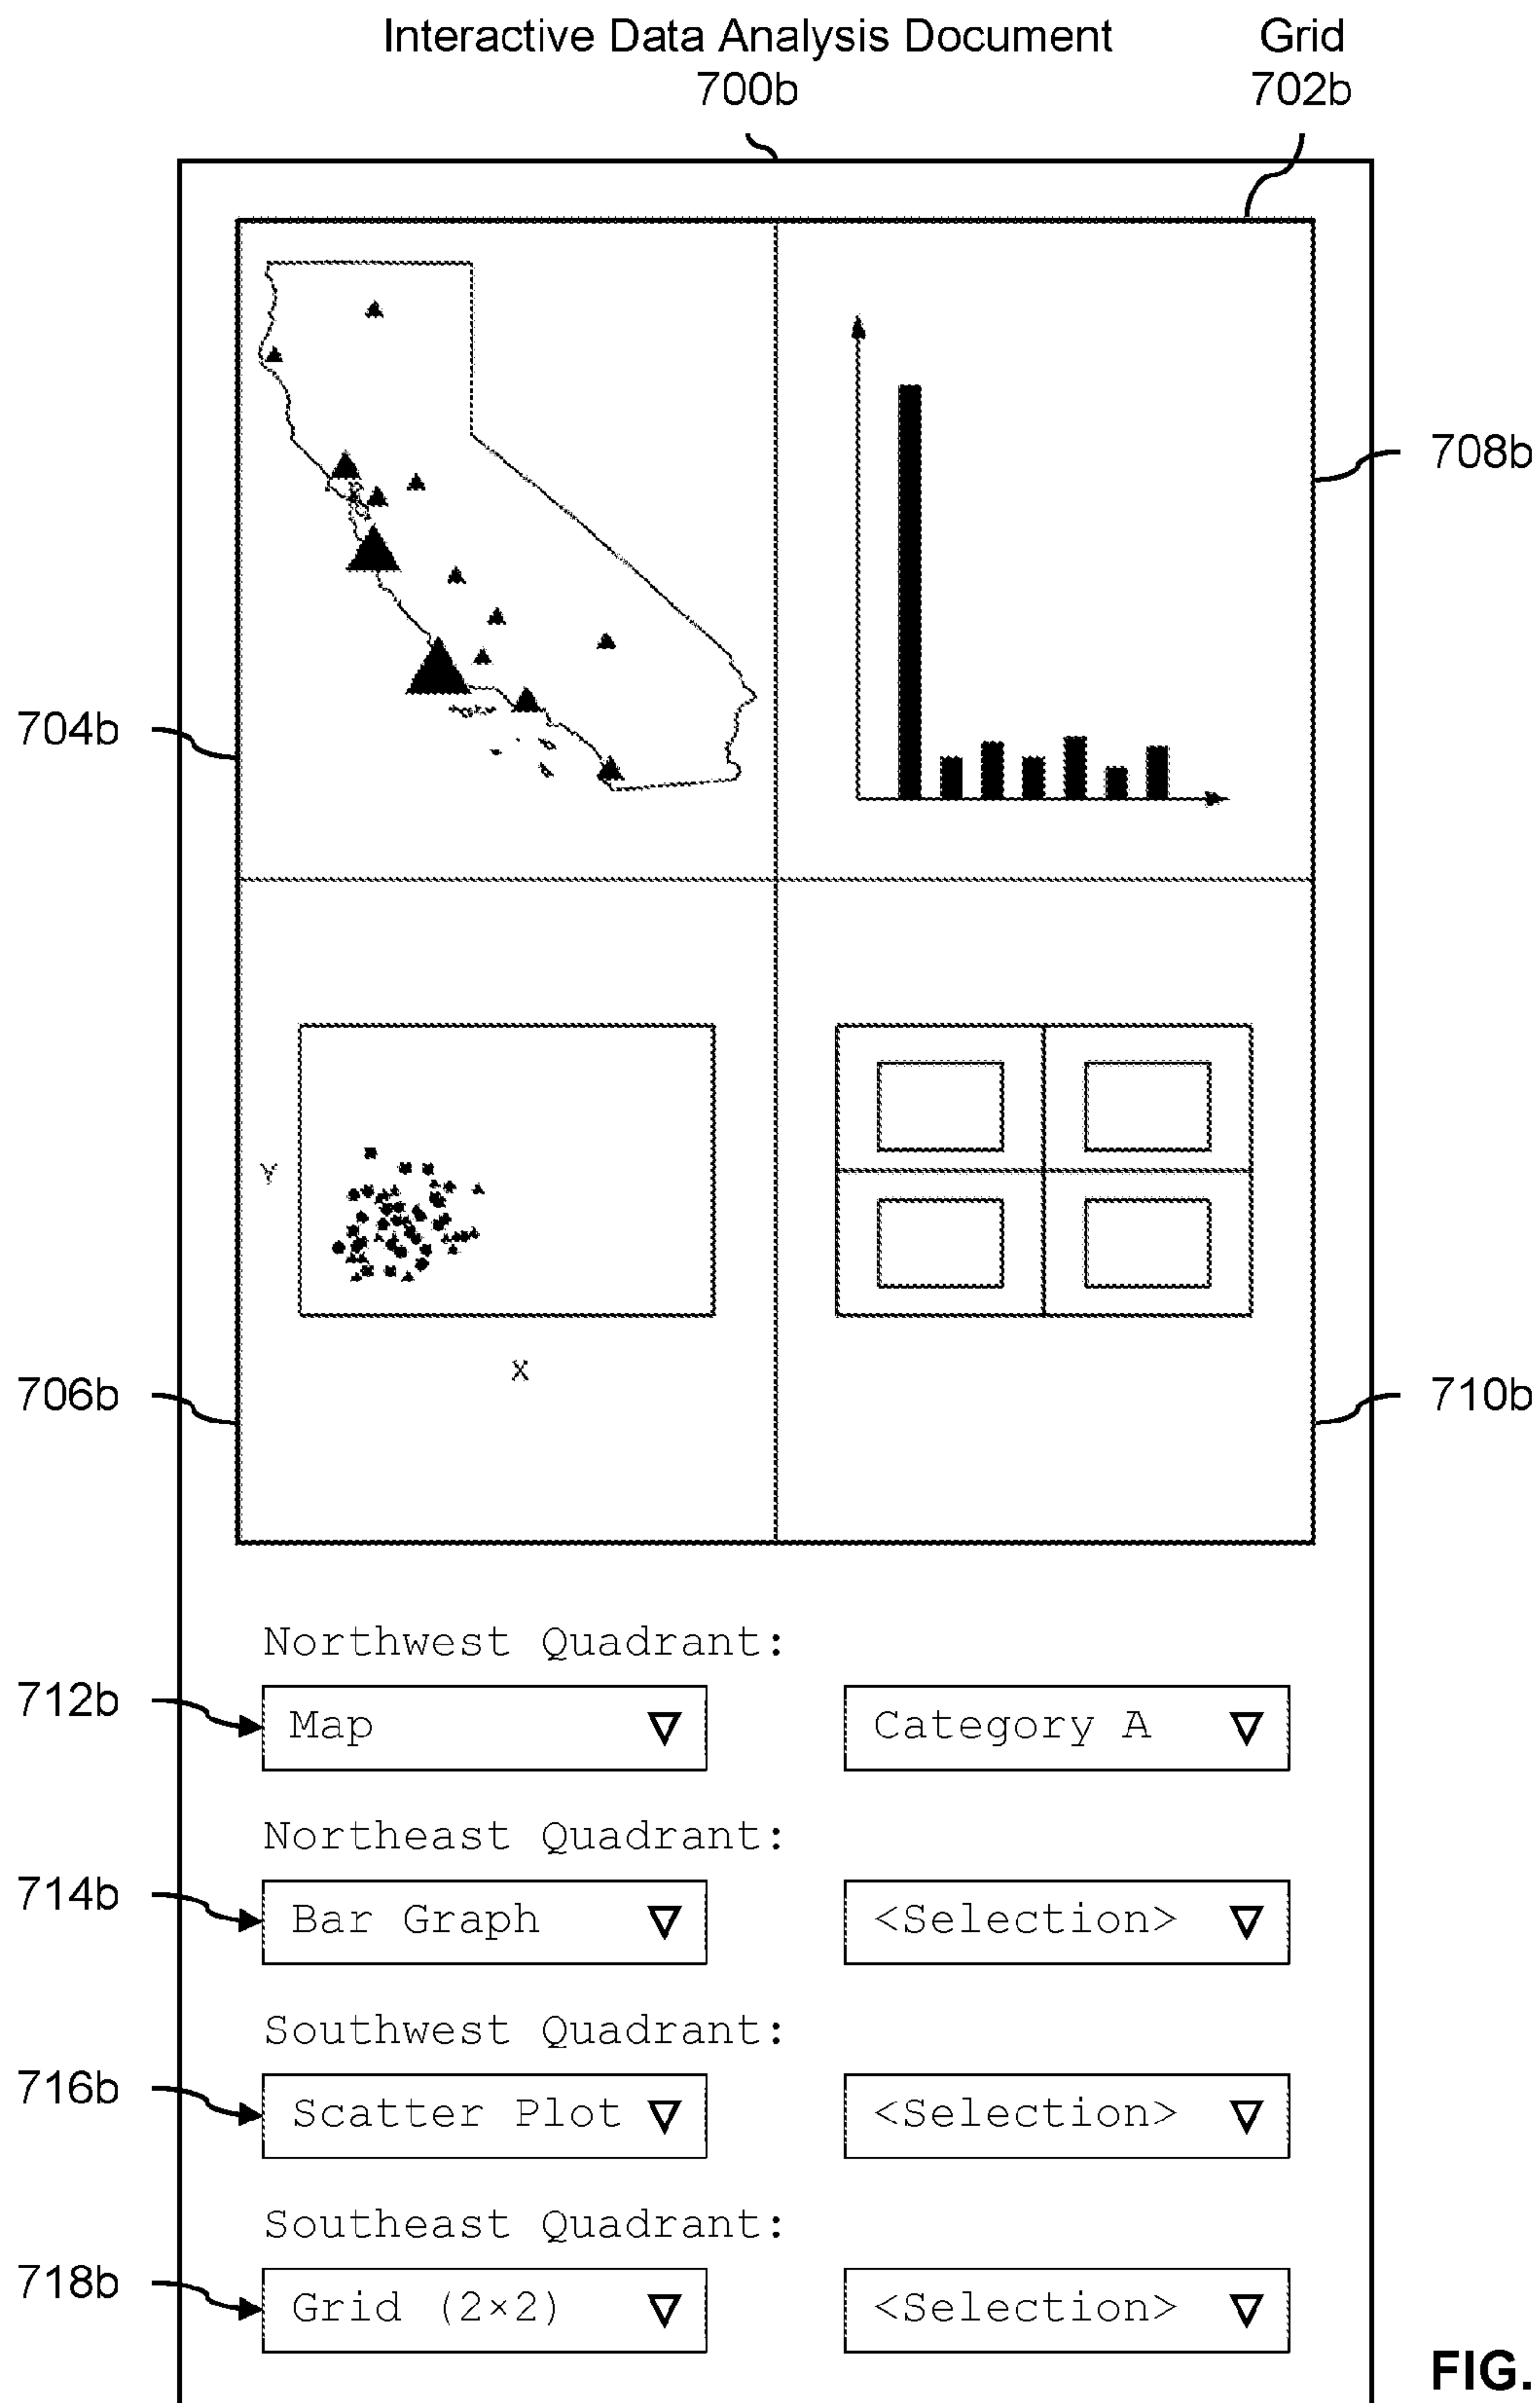 Interactive Data Analysis Document
700b
Grid
702b
708b
704b
Y
X
706b
710b
Northwest Quadrant:
712b
Map
Category A
Northeast Quadrant:
714b
Bar Graph
<Selection>
Southwest Quadrant:
716b
Scatter Plot
<Selection>
Southeast Quadrant:
718b
Grid (2×2)
<Selection>
FIG.